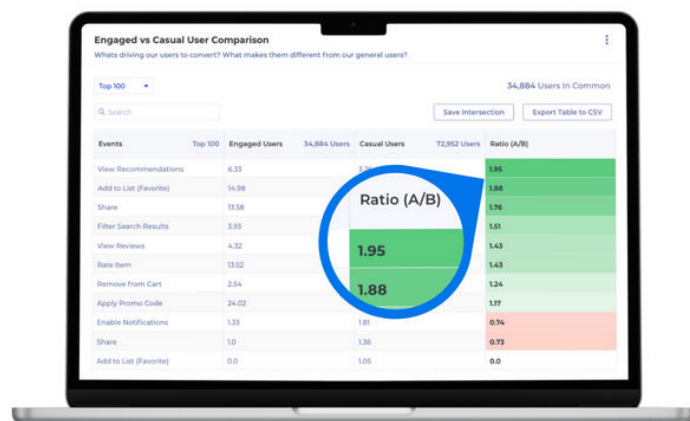 Engaged vs Casual User Comparison
Whats driving our users to convert? What makes them different from our general users?
Top 100
34,884 Users In Common
Search
Save Intersection
Export Table to CSV
Events Top 100 Engaged Users 34,884 Users Casual Users 72,952 Users Ratio (A/B)
View Recommendations 6.33 1.95
Add to List (Favorite) 14.98 1.88
Share 13.58 1.76
Filter Search Results 3.93 1.51
View Reviews 4.32 1.43
Rate Item 13.52 1.43
Remove from Cart 2.54 1.24
Apply Promo Code 24.02 1.17
Enable Notifications 1.33 1.81 0.74
Share 1.0 1.36 0.73
Add to List (Favorite) 0.0 1.05 0.0
Ratio (A/B)
1.95
1.88